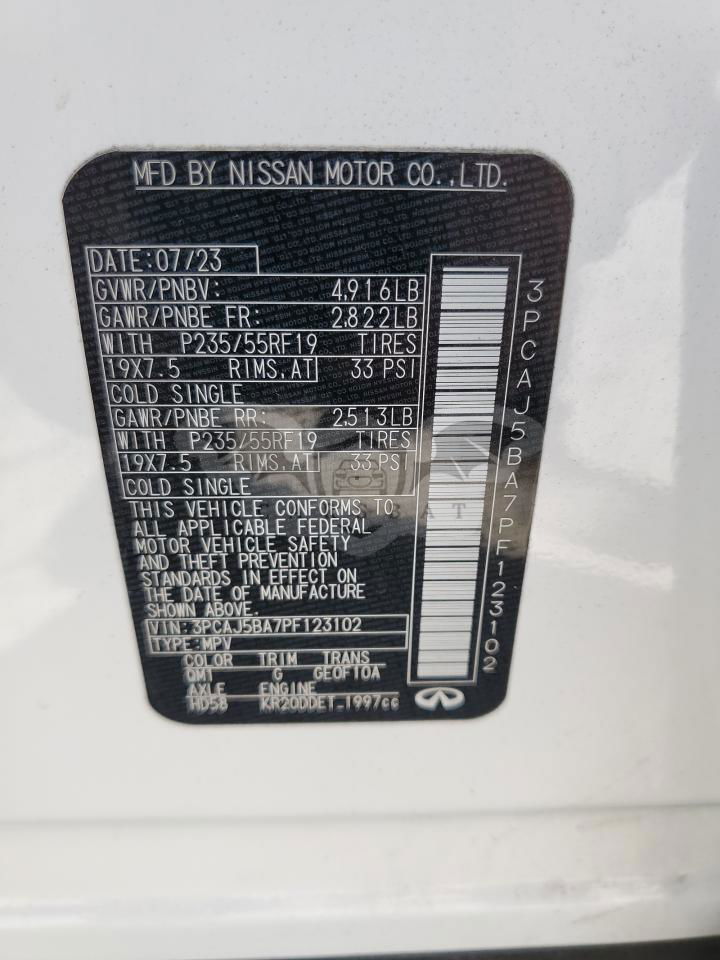 MFD BY NISSAN MOTOR CO.,LTD.
DATE:07/23
GVWR/PNBV: 4,916LB
GAWR/PNBE FR: 2,822LB
WITH P235/55RF19 TIRES
19X7.5 RIMS,AT 33 PSI
COLD SINGLE
GAWR/PNBE RR: 2,513LB
WITH P235/55RF19 TIRES
19X7.5 RIMS,AT 33 PSI
COLD SINGLE
THIS VEHICLE CONFORMS TO
ALL APPLICABLE FEDERAL
MOTOR VEHICLE SAFETY
AND THEFT PREVENTION
STANDARDS IN EFFECT ON
THE DATE OF MANUFACTURE
SHOWN ABOVE.
VIN:3PCAJ5BA7PF123102
TYPE:MPV
COLOR TRIM TRANS
QM1 G GE0F10A
AXLE ENGINE
HD58 KR20DDET 1997cc
3PCAJ5BA7PF123102